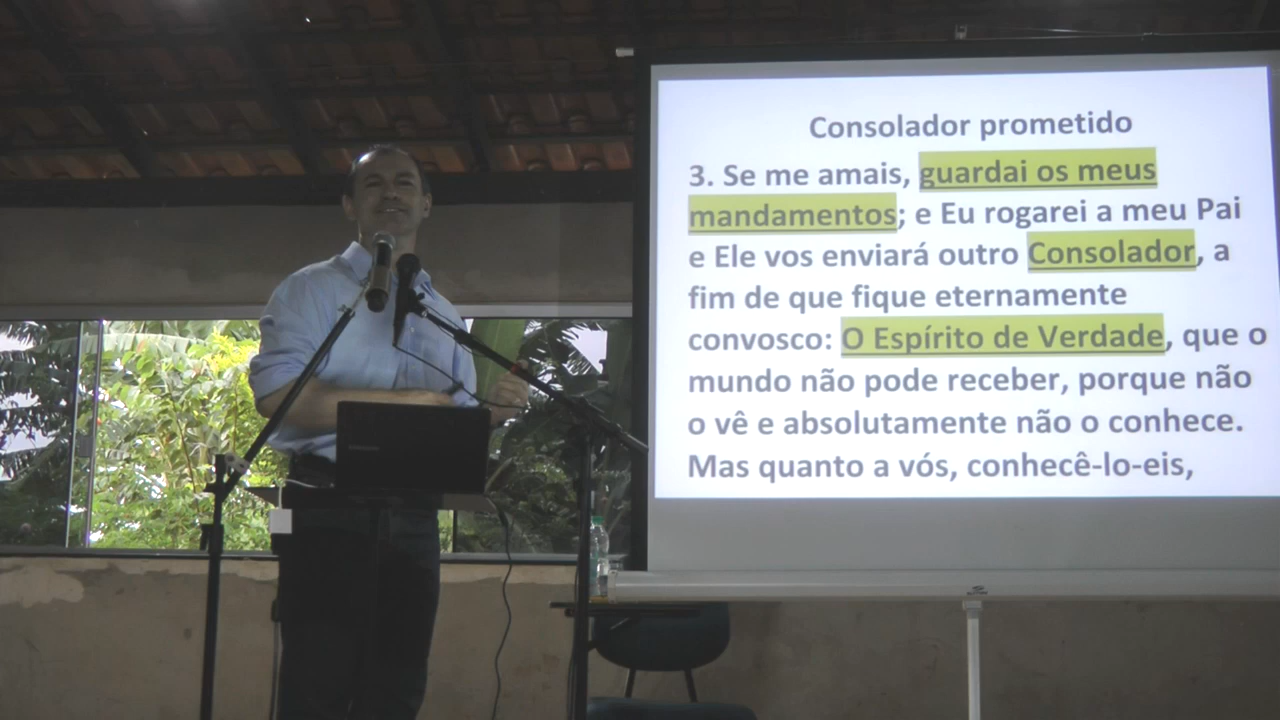 Consolador prometido
3. Se me amais, guardai os meus
mandamentos; e Eu rogarei a meu Pai
e Ele vos enviará outro Consolador, a
fim de que fique eternamente
convosco: O Espírito de Verdade, que o
mundo não pode receber, porque não
o vê e absolutamente não o conhece.
Mas quanto a vós, conhecê-lo-eis,